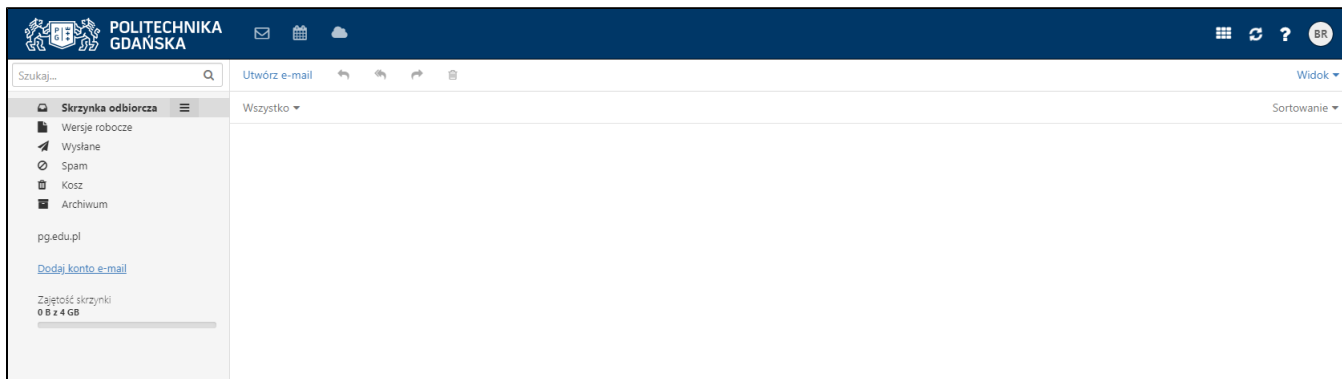 POLITECHNIKA
GDAŃSKA
P G
BR
Szukaj...
Utwórz e-mail
Widok
Skrzynka odbiorcza
Wszystko
Sortowanie
Wersje robocze
Wysłane
Spam
Kosz
Archiwum
pg.edu.pl
Dodaj konto e-mail
Zajętość skrzynki
0 B z 4 GB